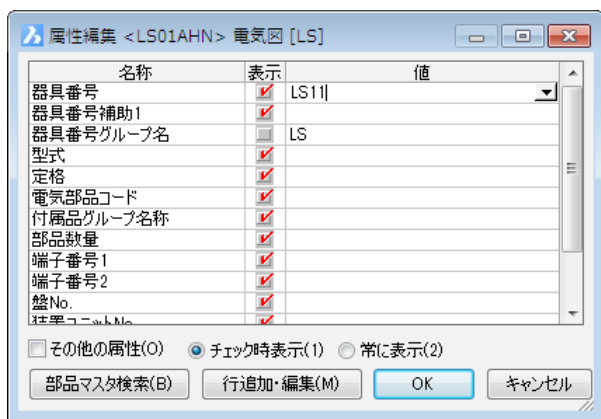 属性編集 <LS01AHN> 電気図 [LS]
名称 表示 値
器具番号 LS11
器具番号補助1
器具番号グループ名 LS
型式
定格
電気部品コード
付属品グループ名称
部品数量
端子番号1
端子番号2
盤No.
その他の属性(O) チェック時表示(1) 常に表示(2)
部品マスタ検索(B) 行追加・編集(M) OK キャンセル